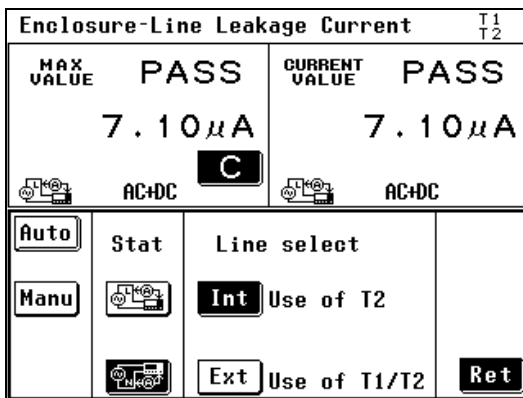 Enclosure-Line Leakage Current T1 T2
MAX VALUE PASS
7.10μA
C
AC+DC
CURRENT VALUE PASS
7.10μA
AC+DC
Auto
Manu
Stat
Line select
Int Use of T2
Ext Use of T1/T2
Ret